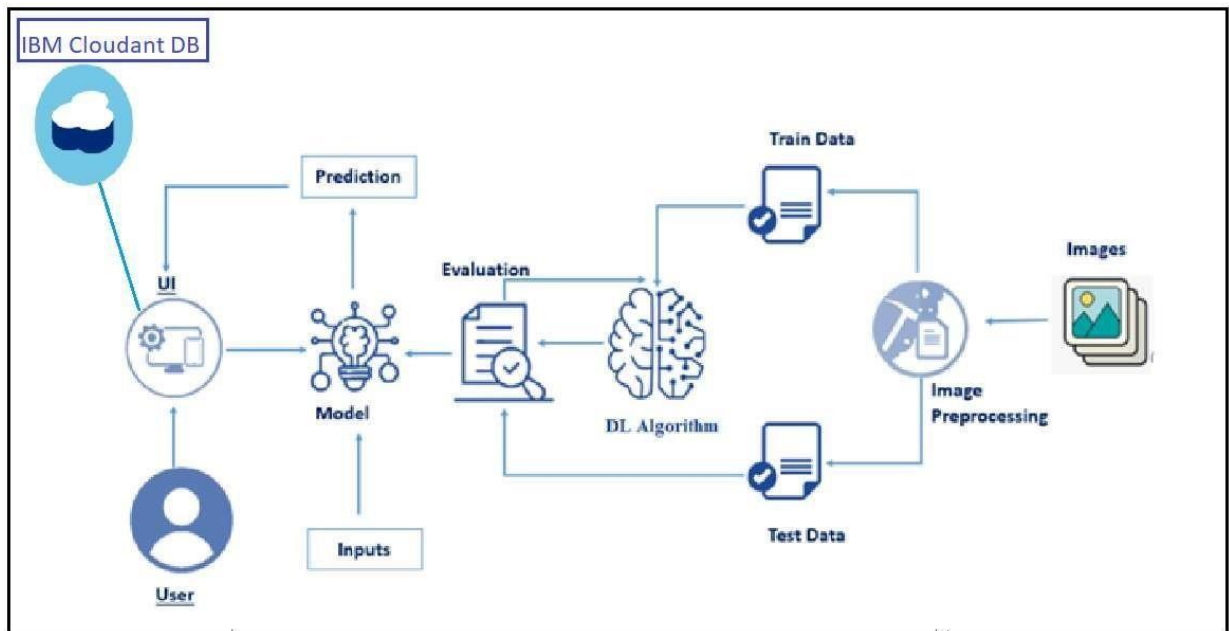 IBM Cloudant DB
Train Data
Prediction
Images
Evaluation
UI
Image
Preprocessing
Model
DL Algorithm
Test Data
Inputs
User